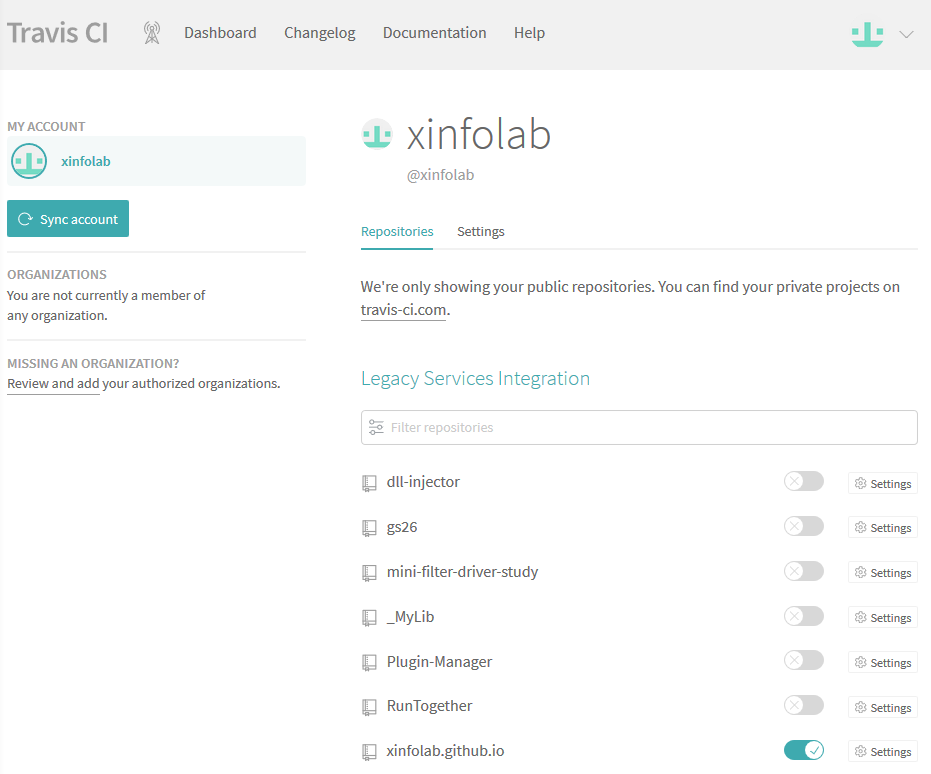 Travis CI
Dashboard
Changelog
Documentation
Help
MY ACCOUNT
xinfolab
Sync account
ORGANIZATIONS
You are not currently a member of
any organization.
MISSING AN ORGANIZATION?
Review and add your authorized organizations.
xinfolab
@xinfolab
Repositories
Settings
We're only showing your public repositories. You can find your private projects on
travis-ci.com.
Legacy Services Integration
Filter repositories
dll-injector
Settings
gs26
Settings
mini-filter-driver-study
Settings
_MyLib
Settings
Plugin-Manager
Settings
RunTogether
Settings
xinfolab.github.io
Settings